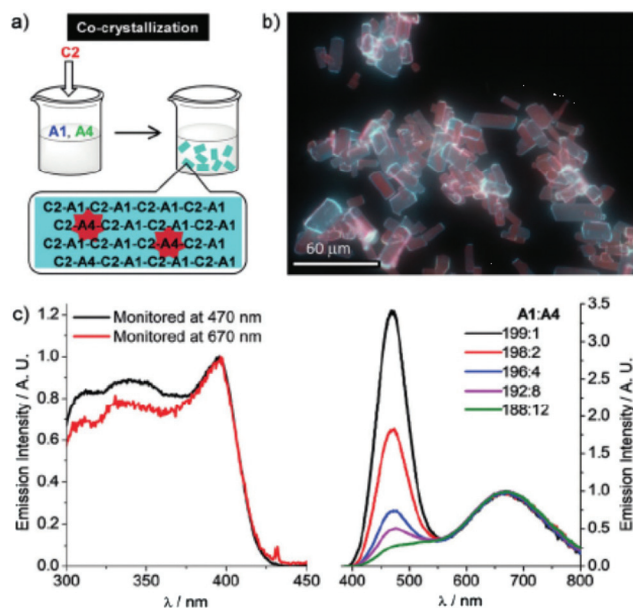 a)
Co-crystallization
C2
A1, A4
C2-A1-C2-A1-C2-A1-C2-A1
C2-A4-C2-A1-C2-A1-C2-A1
C2-A1-C2-A1-C2-A4-C2-A1
C2-A4-C2-A1-C2-A1-C2-A1
b)
60 μm
c)
Monitored at 470 nm
Monitored at 670 nm
Emission Intensity / A. U.
1.2
1.0
0.8
0.6
0.4
0.2
0.0
300 350 400 450
λ / nm
A1:A4
199:1
198:2
196:4
192:8
188:12
3.5
3.0
2.5
2.0
1.5
1.0
0.5
0.0
Emission Intensity / A. U.
400 500 600 700 800
λ / nm